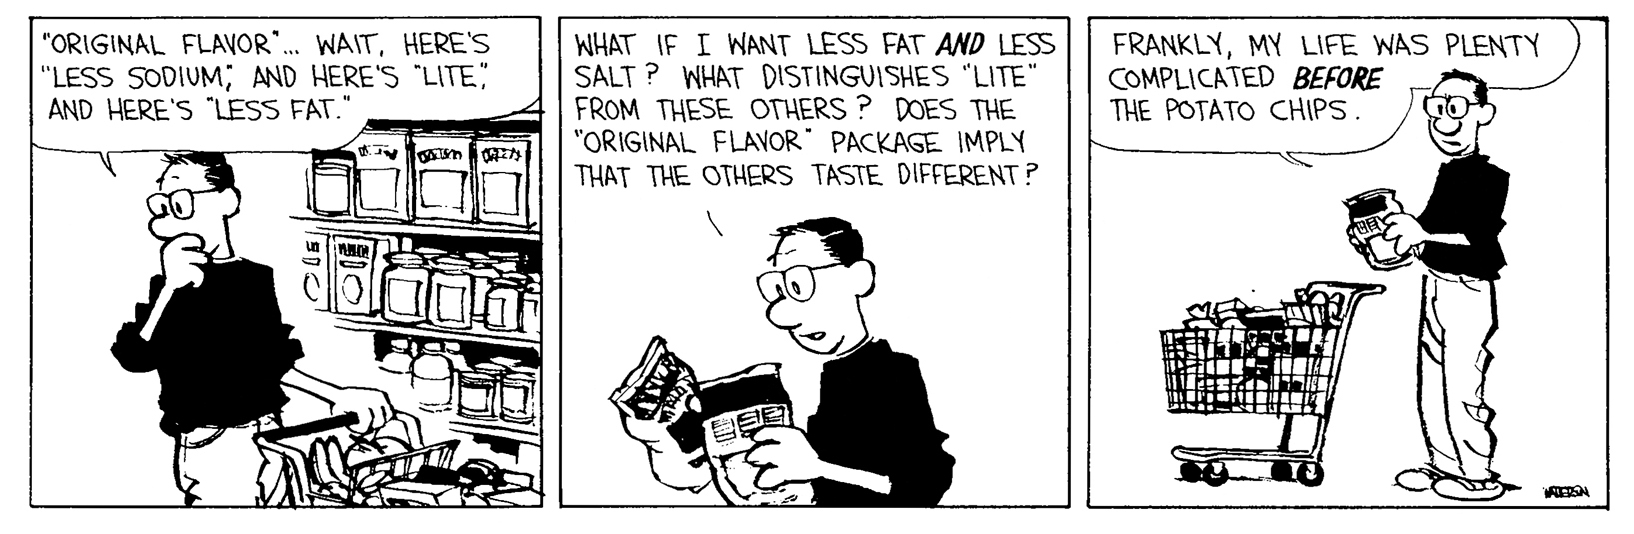 "ORIGINAL FLAVOR"... WAIT, HERE'S
"LESS SODIUM", AND HERE'S "LITE",
AND HERE'S "LESS FAT."
WHAT IF I WANT LESS FAT AND LESS
SALT? WHAT DISTINGUISHES "LITE"
FROM THESE OTHERS? DOES THE
"ORIGINAL FLAVOR" PACKAGE IMPLY
THAT THE OTHERS TASTE DIFFERENT?
FRANKLY, MY LIFE WAS PLENTY
COMPLICATED BEFORE
THE POTATO CHIPS.
WATTERSON